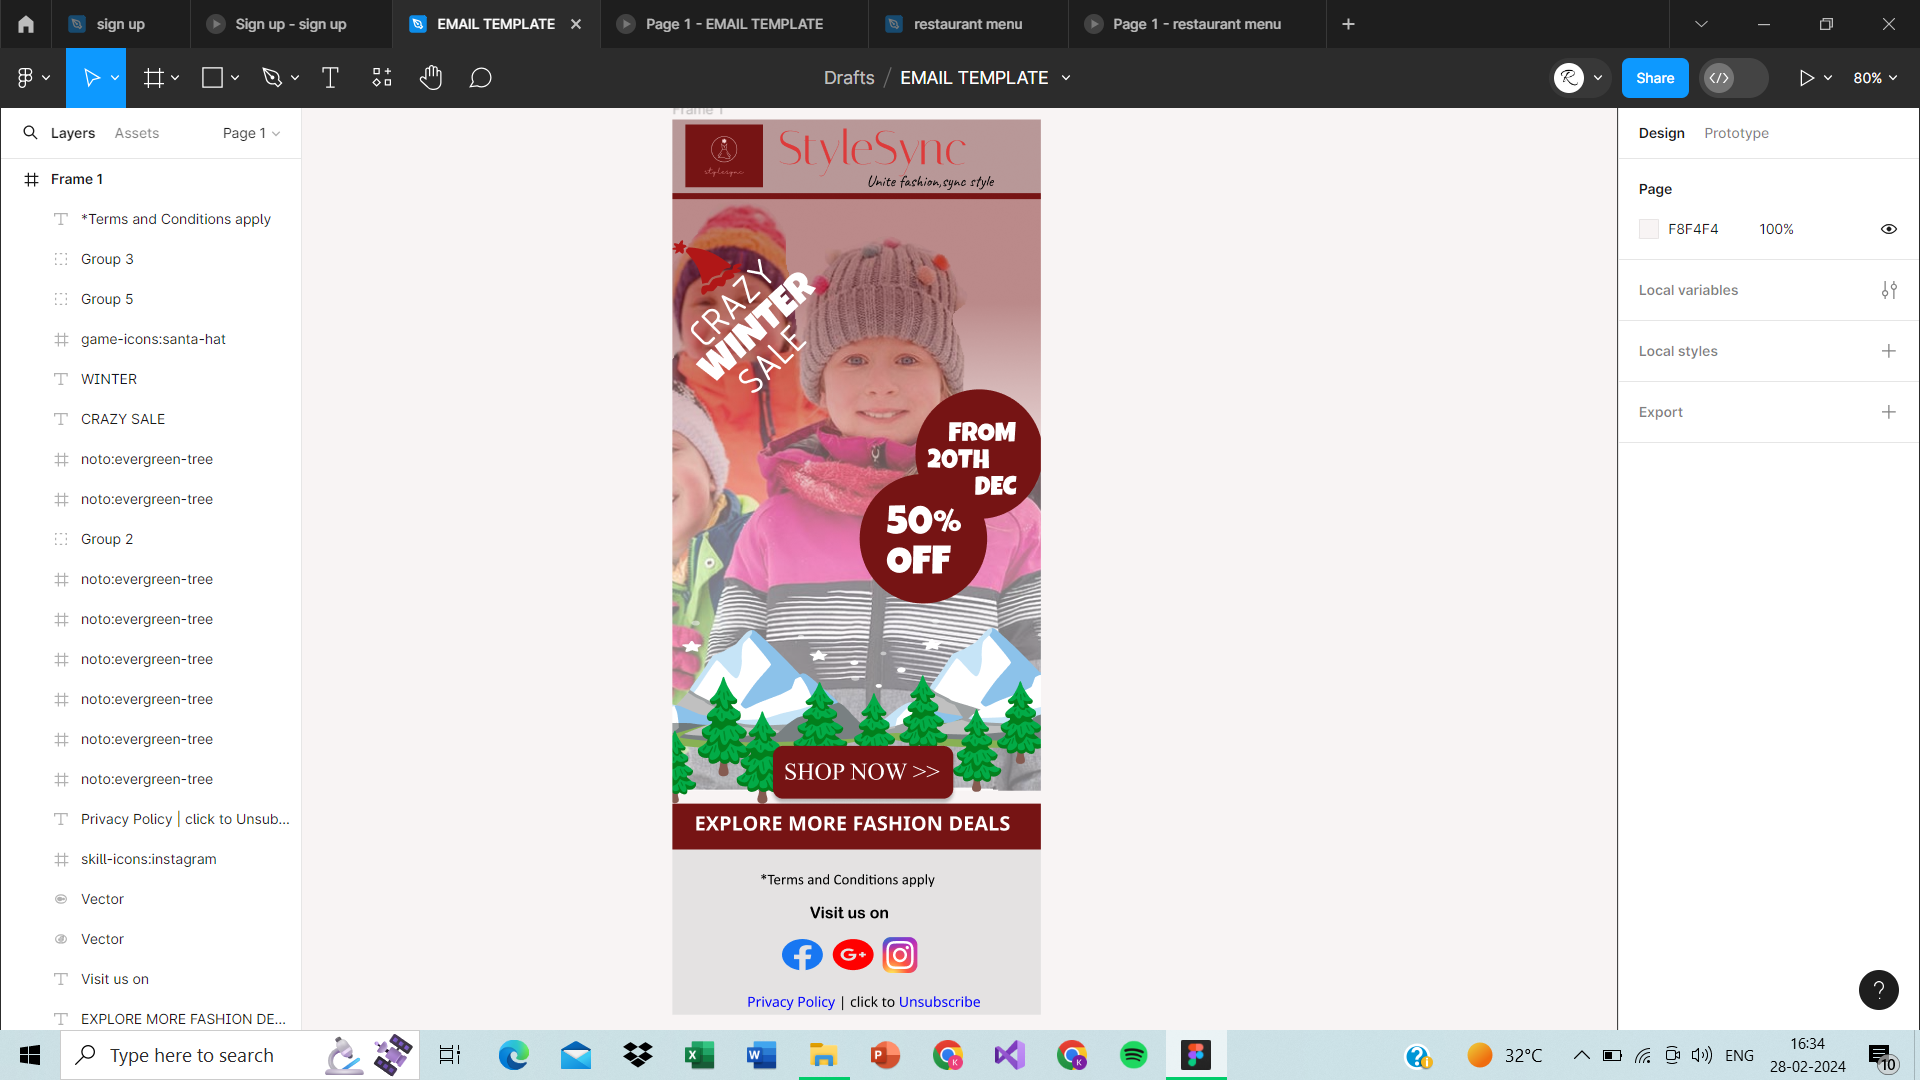 sign up
Sign up - sign up
EMAIL TEMPLATE
Page 1 - EMAIL TEMPLATE
restaurant menu
Page 1 - restaurant menu
Drafts / EMAIL TEMPLATE
Share
80%
Layers
Assets
Page 1
Frame 1
*Terms and Conditions apply
Group 3
Group 5
game-icons:santa-hat
WINTER
CRAZY SALE
noto:evergreen-tree
noto:evergreen-tree
Group 2
noto:evergreen-tree
noto:evergreen-tree
noto:evergreen-tree
noto:evergreen-tree
noto:evergreen-tree
noto:evergreen-tree
Privacy Policy | click to Unsub...
skill-icons:instagram
Vector
Vector
Visit us on
EXPLORE MORE FASHION DE...
Frame 1
stylesync
StyleSync
Unite fashion,sync style
CRAZY
WINTER
SALE
FROM
20TH
DEC
50%
OFF
SHOP NOW >>
EXPLORE MORE FASHION DEALS
*Terms and Conditions apply
Visit us on
G+
Privacy Policy | click to Unsubscribe
Design
Prototype
Page
F8F4F4
100%
Local variables
Local styles
Export
?
Type here to search
32°C
ENG
16:34
28-02-2024
10